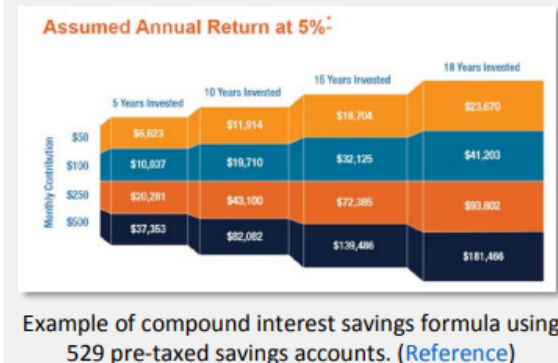 Assumed Annual Return at 5%*
5 Years Invested
10 Years Invested
15 Years Invested
18 Years Invested
Monthly Contribution
$50
$6,623
$11,914
$18,704
$23,670
$100
$10,037
$19,710
$32,125
$41,203
$250
$20,281
$43,100
$72,385
$93,802
$500
$37,353
$82,082
$139,486
$181,466
Example of compound interest savings formula using
529 pre-taxed savings accounts. (Reference)